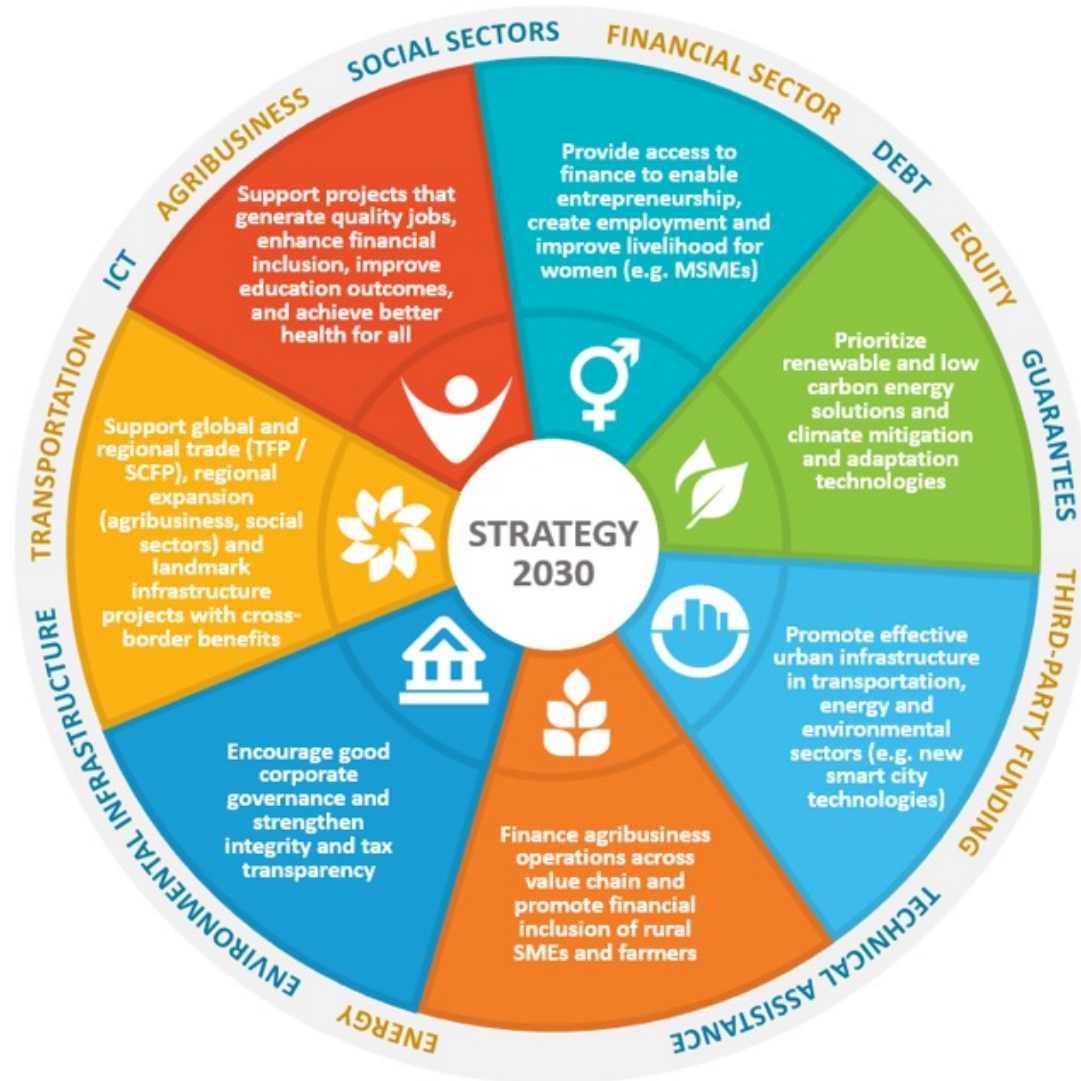 SOCIAL SECTORS
FINANCIAL SECTOR
DEBT
EQUITY
GUARANTEES
THIRD-PARTY FUNDING
TECHNICAL ASSISTANCE
ENERGY
ENVIRONMENTAL INFRASTRUCTURE
TRANSPORTATION
ICT
AGRIBUSINESS
Support projects that
generate quality jobs,
enhance financial
inclusion, improve
education outcomes,
and achieve better
health for all
Provide access to
finance to enable
entrepreneurship,
create employment and
improve livelihood for
women (e.g. MSMEs)
Prioritize
renewable and low
carbon energy
solutions and
climate mitigation
and adaptation
technologies
Promote effective
urban infrastructure
in transportation,
energy and
environmental
sectors (e.g. new
smart city
technologies)
Finance agribusiness
operations across
value chain and
promote financial
inclusion of rural
SMEs and farmers
Encourage good
corporate
governance and
strengthen
integrity and tax
transparency
Support global and
regional trade (TFP /
SCFP), regional
expansion
(agribusiness, social
sectors) and
landmark
infrastructure
projects with cross-
border benefits
STRATEGY
2030